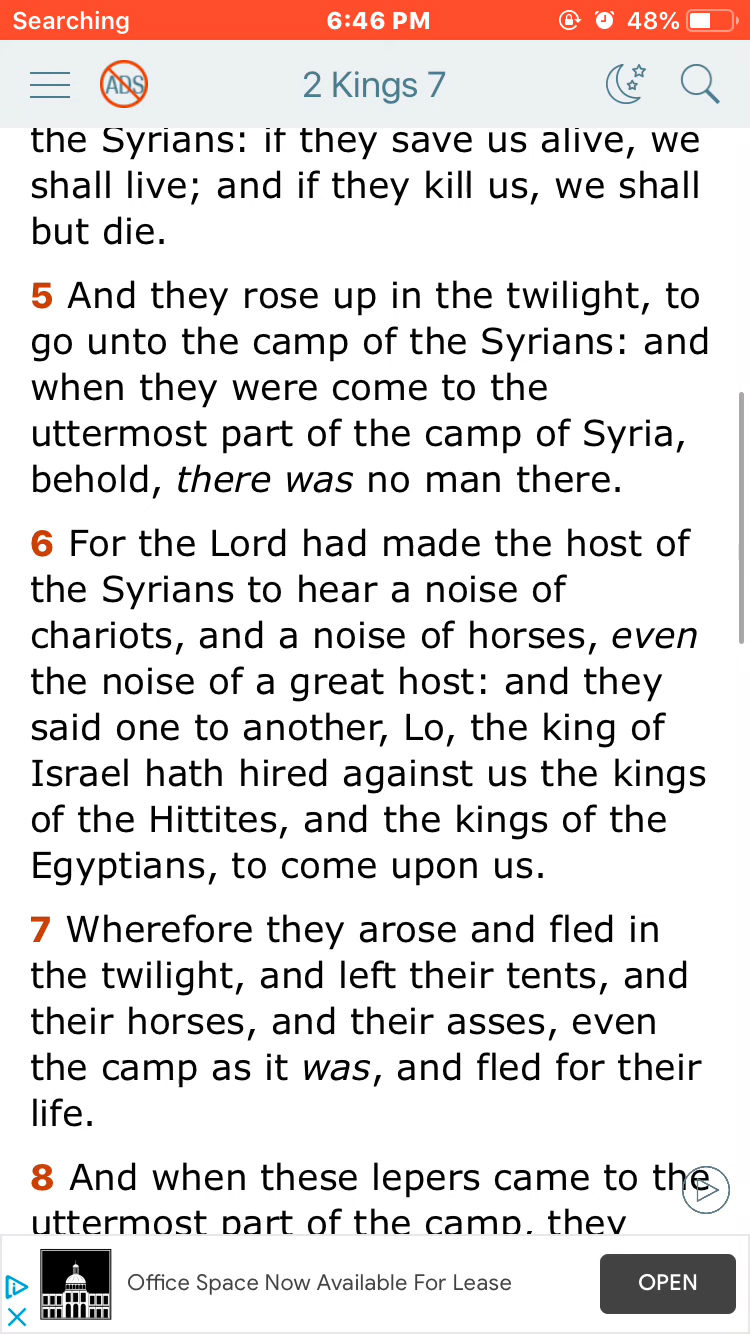 Searching 6:46 PM 48%
ADS 2 Kings 7
the Syrians: if they save us alive, we
shall live; and if they kill us, we shall
but die.
5 And they rose up in the twilight, to
go unto the camp of the Syrians: and
when they were come to the
uttermost part of the camp of Syria,
behold, there was no man there.
6 For the Lord had made the host of
the Syrians to hear a noise of
chariots, and a noise of horses, even
the noise of a great host: and they
said one to another, Lo, the king of
Israel hath hired against us the kings
of the Hittites, and the kings of the
Egyptians, to come upon us.
7 Wherefore they arose and fled in
the twilight, and left their tents, and
their horses, and their asses, even
the camp as it was, and fled for their
life.
8 And when these lepers came to the
uttermost part of the camp, they
Office Space Now Available For Lease OPEN